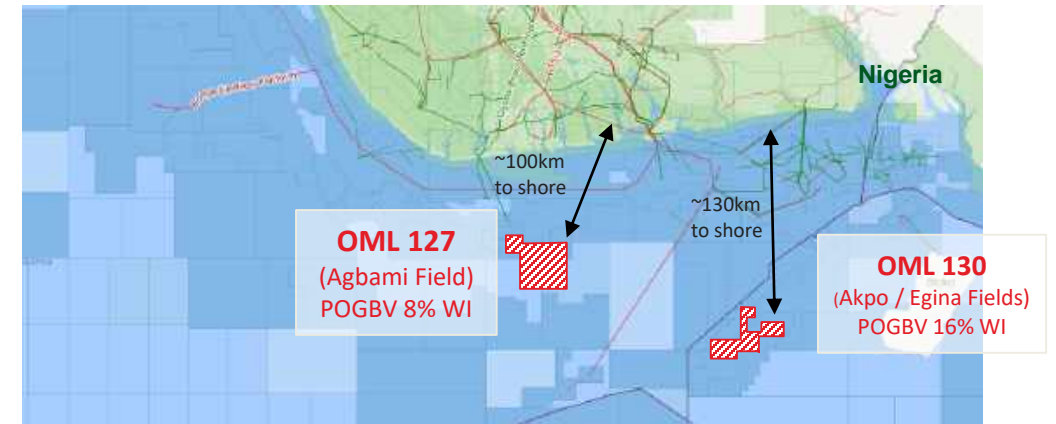 Nigeria
~100km
to shore
~130km
to shore
OML 127
(Agbami Field)
POGBV 8% WI
OML 130
(Akpo / Egina Fields)
POGBV 16% WI